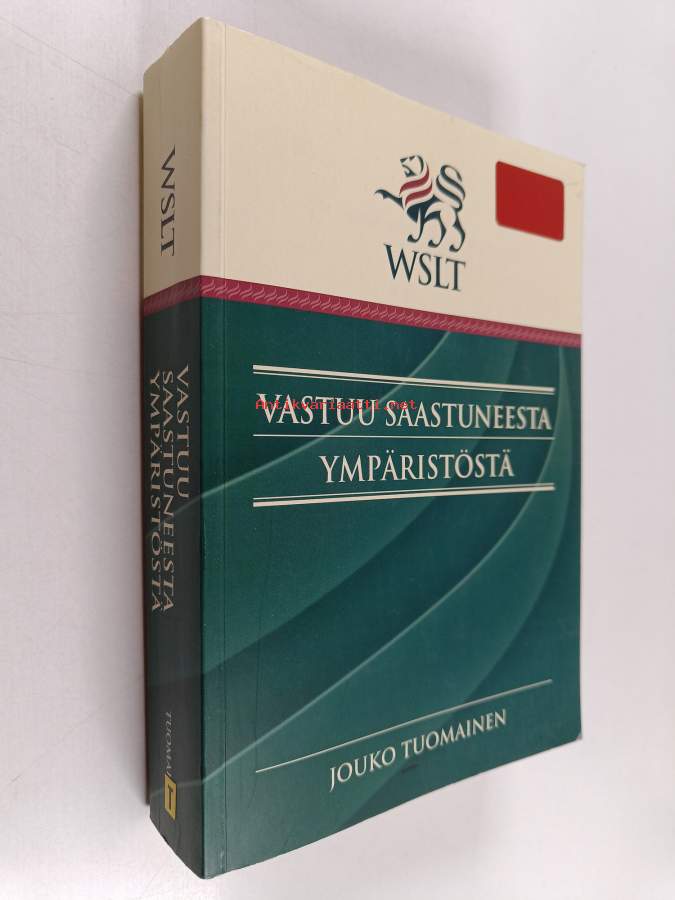 WSLT
VASTUU SAASTUNEESTA
Antikvariaatti.net
YMPÄRISTÖSTÄ
JOUKO TUOMAINEN
WSLT
VASTUU
SAASTUNEESTA
YMPÄRISTÖSTÄ
TUOMAI